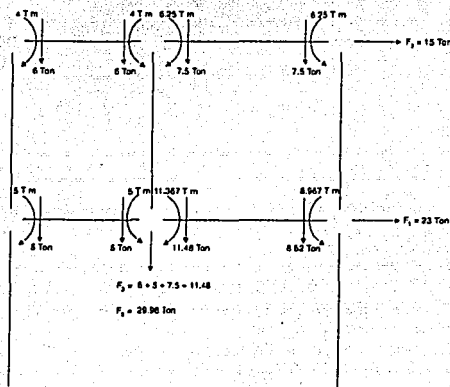 4 T m 4 T m 6.25 T m 6.25 T m
F₂ = 15 Ton
6 Ton 6 Ton 7.5 Ton 7.5 Ton
5 T m 5 T m 11.367 T m 8.967 T m
F₁ = 23 Ton
5 Ton 5 Ton 11.48 Ton 8.52 Ton
F₃ = 6 + 5 + 7.5 + 11.48
F₃ = 29.98 Ton